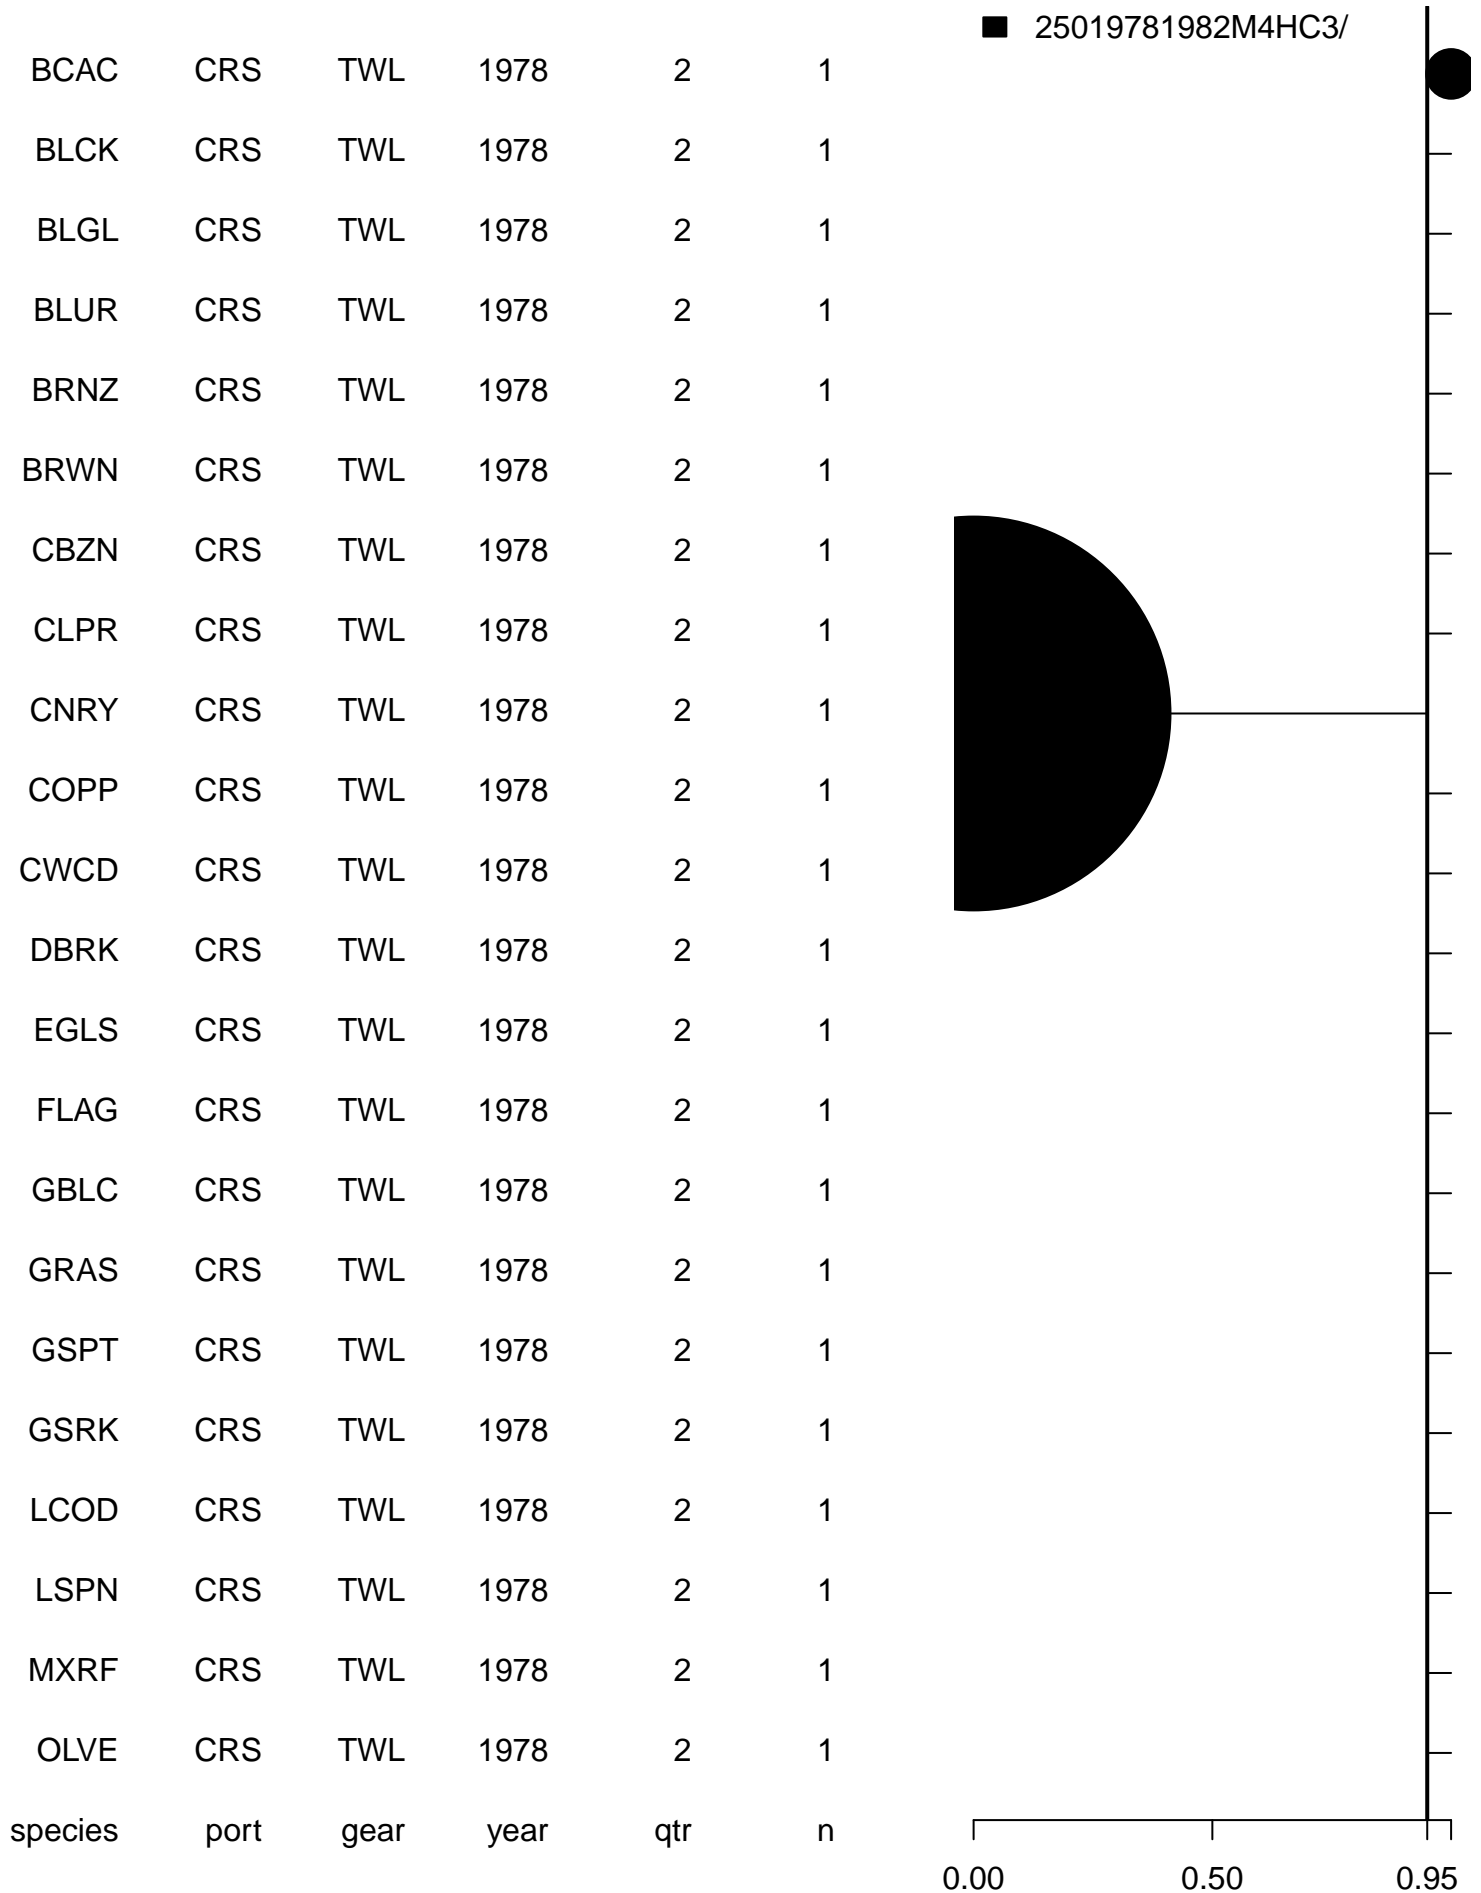 25019781982M4HC3/
BCAC CRS TWL 1978 2 1
BLCK CRS TWL 1978 2 1
BLGL CRS TWL 1978 2 1
BLUR CRS TWL 1978 2 1
BRNZ CRS TWL 1978 2 1
BRWN CRS TWL 1978 2 1
CBZN CRS TWL 1978 2 1
CLPR CRS TWL 1978 2 1
CNRY CRS TWL 1978 2 1
COPP CRS TWL 1978 2 1
CWCD CRS TWL 1978 2 1
DBRK CRS TWL 1978 2 1
EGLS CRS TWL 1978 2 1
FLAG CRS TWL 1978 2 1
GBLC CRS TWL 1978 2 1
GRAS CRS TWL 1978 2 1
GSPT CRS TWL 1978 2 1
GSRK CRS TWL 1978 2 1
LCOD CRS TWL 1978 2 1
LSPN CRS TWL 1978 2 1
MXRF CRS TWL 1978 2 1
OLVE CRS TWL 1978 2 1
species port gear year qtr n
0.00 0.50 0.95